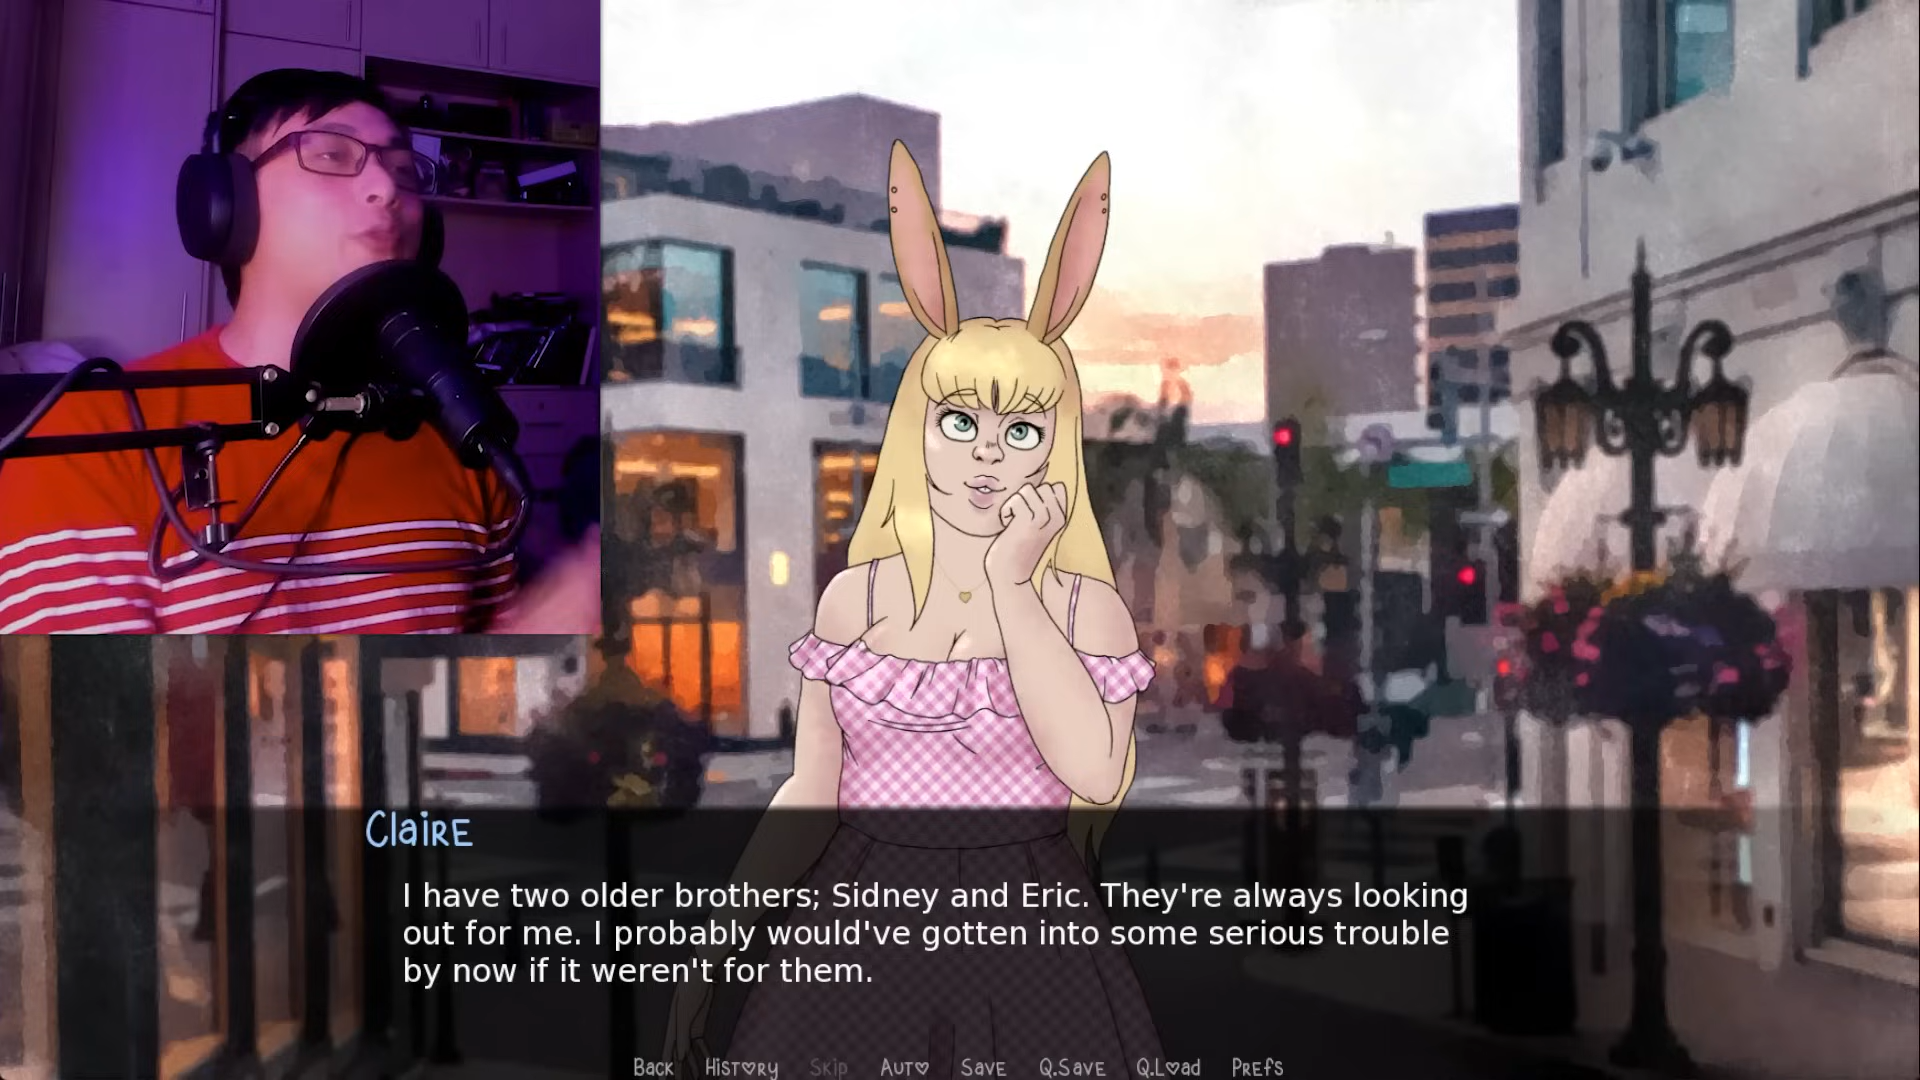 Claire
I have two older brothers; Sidney and Eric. They're always looking
out for me. I probably would've gotten into some serious trouble
by now if it weren't for them.
Back History Skip Auto Save Q.Save Q.Load Prefs